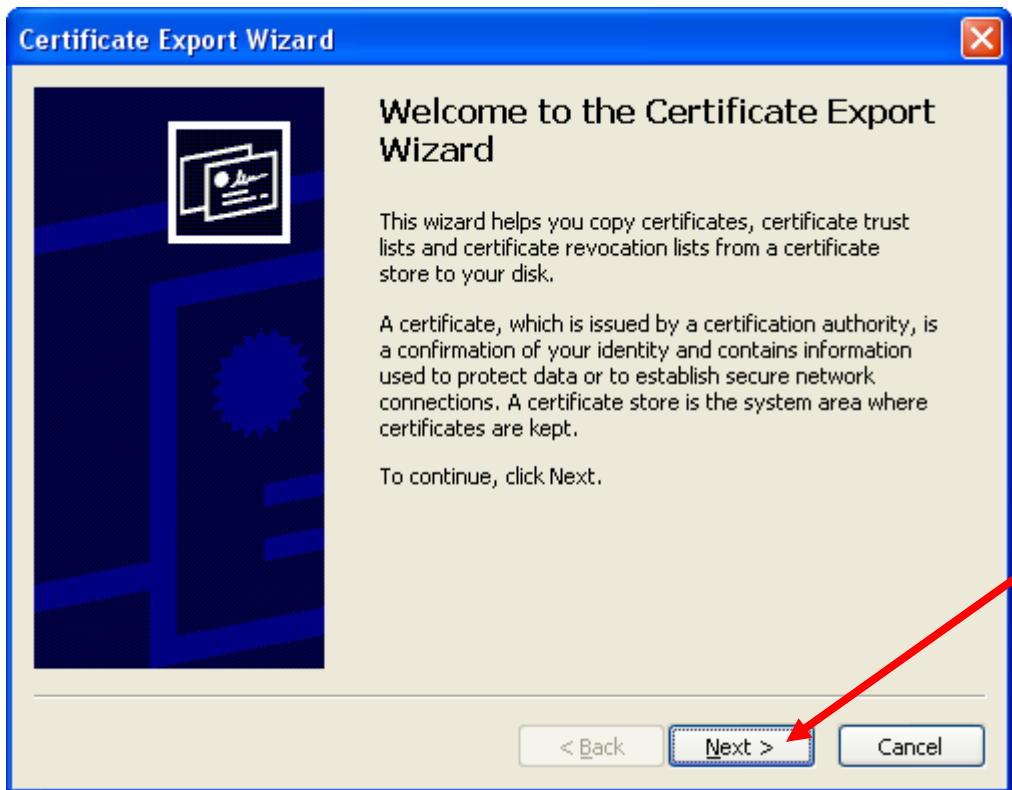 Certificate Export Wizard
Welcome to the Certificate Export
Wizard
This wizard helps you copy certificates, certificate trust
lists and certificate revocation lists from a certificate
store to your disk.
A certificate, which is issued by a certification authority, is
a confirmation of your identity and contains information
used to protect data or to establish secure network
connections. A certificate store is the system area where
certificates are kept.
To continue, click Next.
< Back
Next >
Cancel